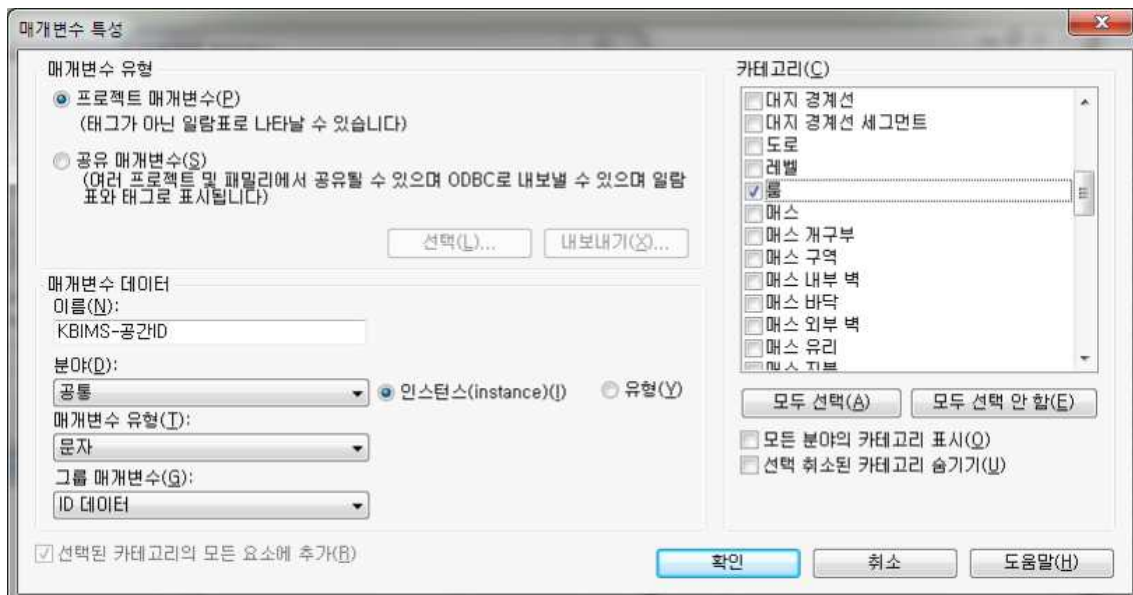 매개변수 특성
매개변수 유형
프로젝트 매개변수(P)
(태그가 아닌 일람표로 나타날 수 있습니다)
공유 매개변수(S)
(여러 프로젝트 및 패밀리에서 공유될 수 있으며 ODBC로 내보낼 수 있으며 일람
표와 태그로 표시됩니다)
선택(L)...
내보내기(X)...
매개변수 데이터
이름(N):
KBIMS-공간ID
분야(D):
공통
인스턴스(instance)(I)
유형(Y)
매개변수 유형(T):
문자
그룹 매개변수(G):
ID 데이터
선택된 카테고리의 모든 요소에 추가(R)
카테고리(C)
대지 경계선
대지 경계선 세그먼트
도로
레벨
룸
매스
매스 개구부
매스 구역
매스 내부 벽
매스 바닥
매스 외부 벽
매스 유리
매스 지붕
모두 선택(A)
모두 선택 안 함(E)
모든 분야의 카테고리 표시(O)
선택 취소된 카테고리 숨기기(U)
확인
취소
도움말(H)